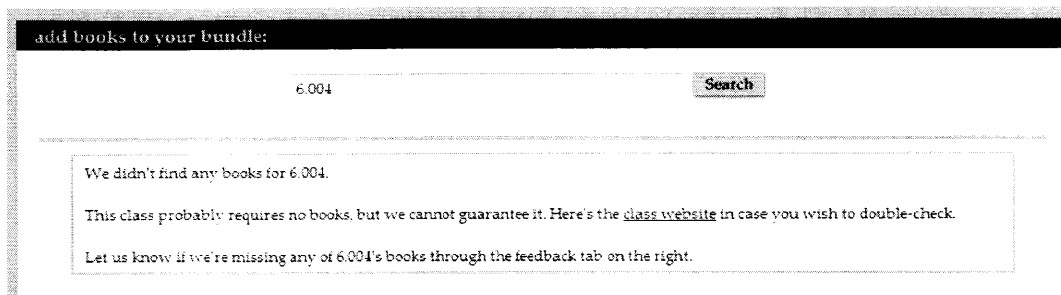 add books to your bundle:
6.004
Search
We didn't find any books for 6.004.
This class probably requires no books, but we cannot guarantee it. Here's the class website in case you wish to double-check.
Let us know if we're missing any of 6.004's books through the feedback tab on the right.